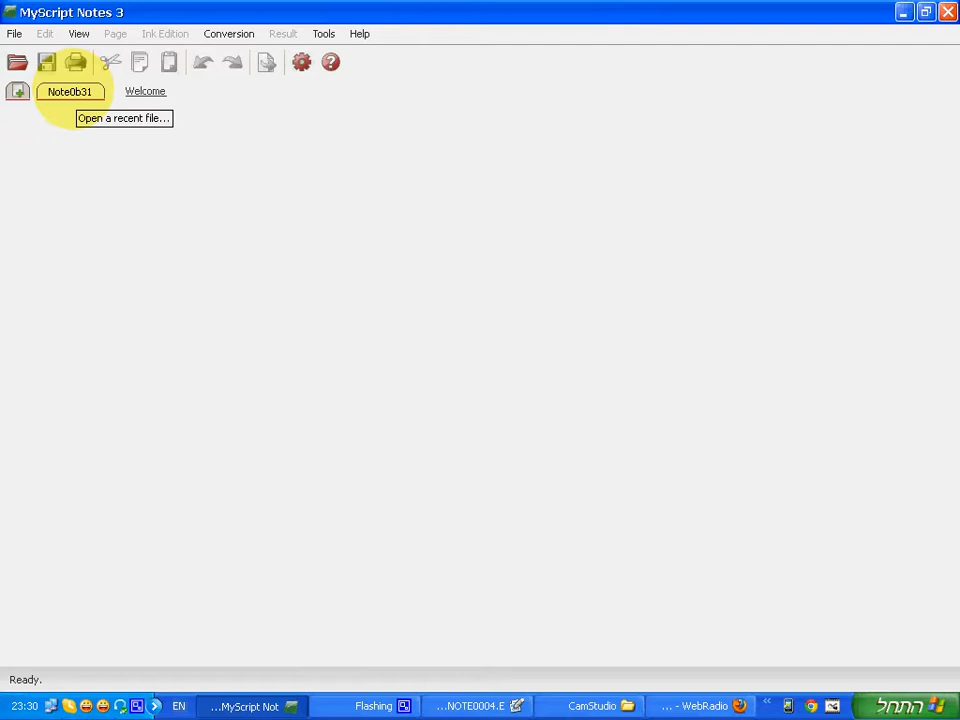 MyScript Notes 3
File Edit View Page Ink Edition Conversion Result Tools Help
Note0b31 Welcome
Open a recent file...
Ready.
23:30 EN ...MyScript Not Flashing ...NOTE0004.E CamStudio ... - WebRadio התחל